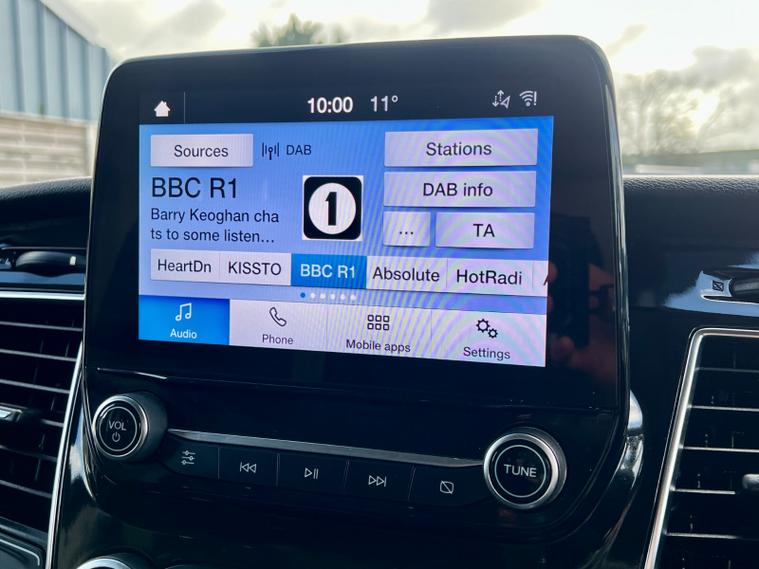 10:00 11°
Sources DAB Stations
BBC R1
1
DAB info
Barry Keoghan cha
ts to some listen...
... TA
HeartDn KISSTO BBC R1 Absolute HotRadi
Audio Phone Mobile apps Settings
VOL
TUNE